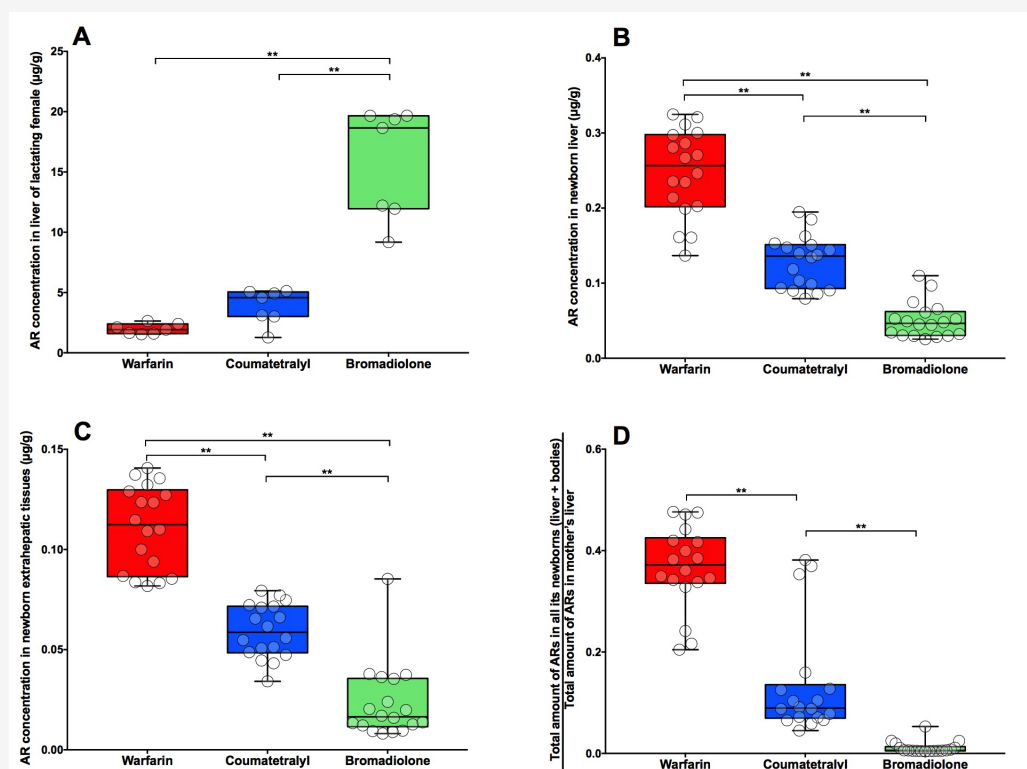 A
AR concentration in liver of lactating female (µg/g)
25
20
15
10
5
0
**
**
Warfarin
Coumatetralyl
Bromadiolone
B
AR concentration in newborn liver (µg/g)
0.4
0.3
0.2
0.1
0.0
**
**
**
Warfarin
Coumatetralyl
Bromadiolone
C
AR concentration in newborn extrahepatic tissues (µg/g)
0.15
0.10
0.05
0.00
**
**
**
Warfarin
Coumatetralyl
Bromadiolone
D
Total amount of ARs in all its newborns (liver + bodies)
Total amount of ARs in mother's liver
0.6
0.4
0.2
0.0
**
**
Warfarin
Coumatetralyl
Bromadiolone